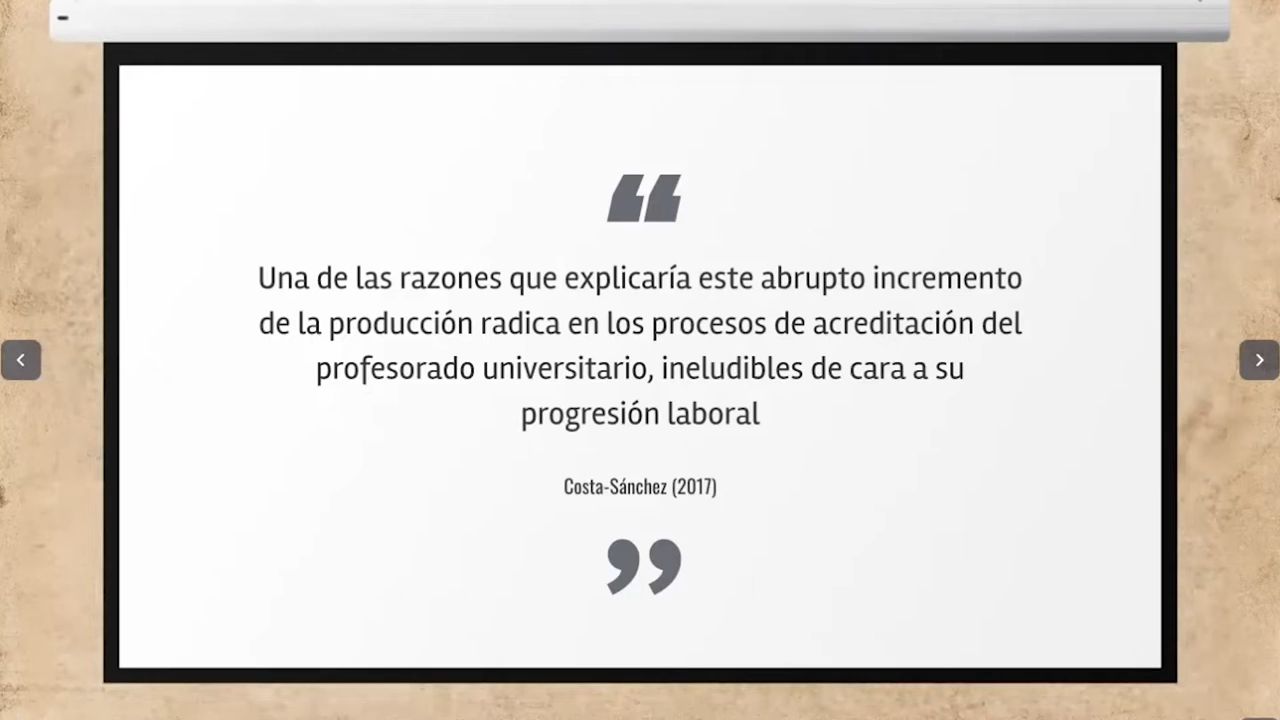 “
Una de las razones que explicaría este abrupto incremento
de la producción radica en los procesos de acreditación del
profesorado universitario, ineludibles de cara a su
progresión laboral
Costa-Sánchez (2017)
”